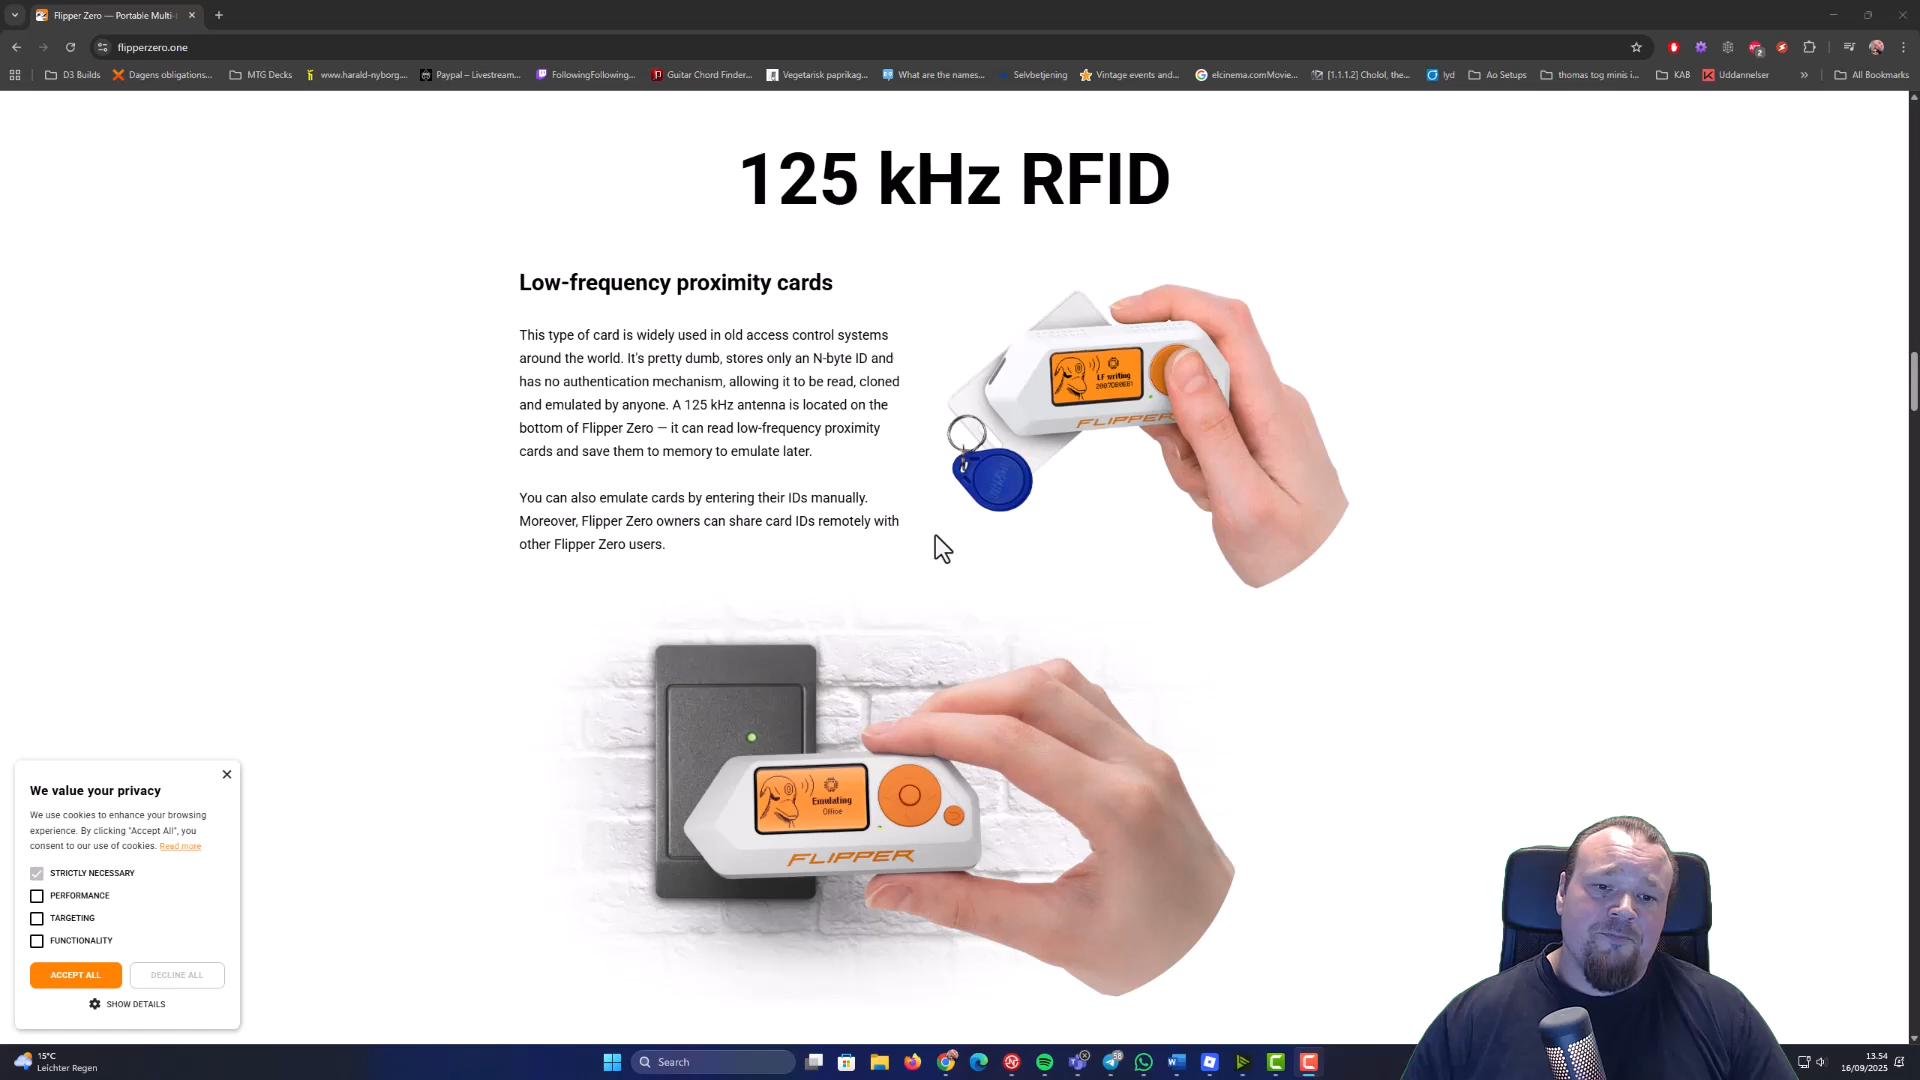 Flipper Zero — Portable Multi-
flipperzero.one
D3 Builds
Dagens obligations...
MTG Decks
www.harald-nyborg....
Paypal – Livestream...
FollowingFollowing...
Guitar Chord Finder...
Vegetarisk paprikag...
What are the names...
Selvbetjening
Vintage events and...
elcinema.comMovie...
[1.1.1.2] Cholol, the...
lyd
Ao Setups
thomas tog minis i...
KAB
Uddannelser
All Bookmarks
125 kHz RFID
Low-frequency proximity cards
This type of card is widely used in old access control systems
around the world. It's pretty dumb, stores only an N-byte ID and
has no authentication mechanism, allowing it to be read, cloned
and emulated by anyone. A 125 kHz antenna is located on the
bottom of Flipper Zero — it can read low-frequency proximity
cards and save them to memory to emulate later.
You can also emulate cards by entering their IDs manually.
Moreover, Flipper Zero owners can share card IDs remotely with
other Flipper Zero users.
LF writing
FLIPPER
Emulating
Office
FLIPPER
We value your privacy
We use cookies to enhance your browsing
experience. By clicking "Accept All", you
consent to our use of cookies. Read more
STRICTLY NECESSARY
PERFORMANCE
TARGETING
FUNCTIONALITY
ACCEPT ALL
DECLINE ALL
SHOW DETAILS
15°C
Leichter Regen
Search
58
13.54
16/09/2025